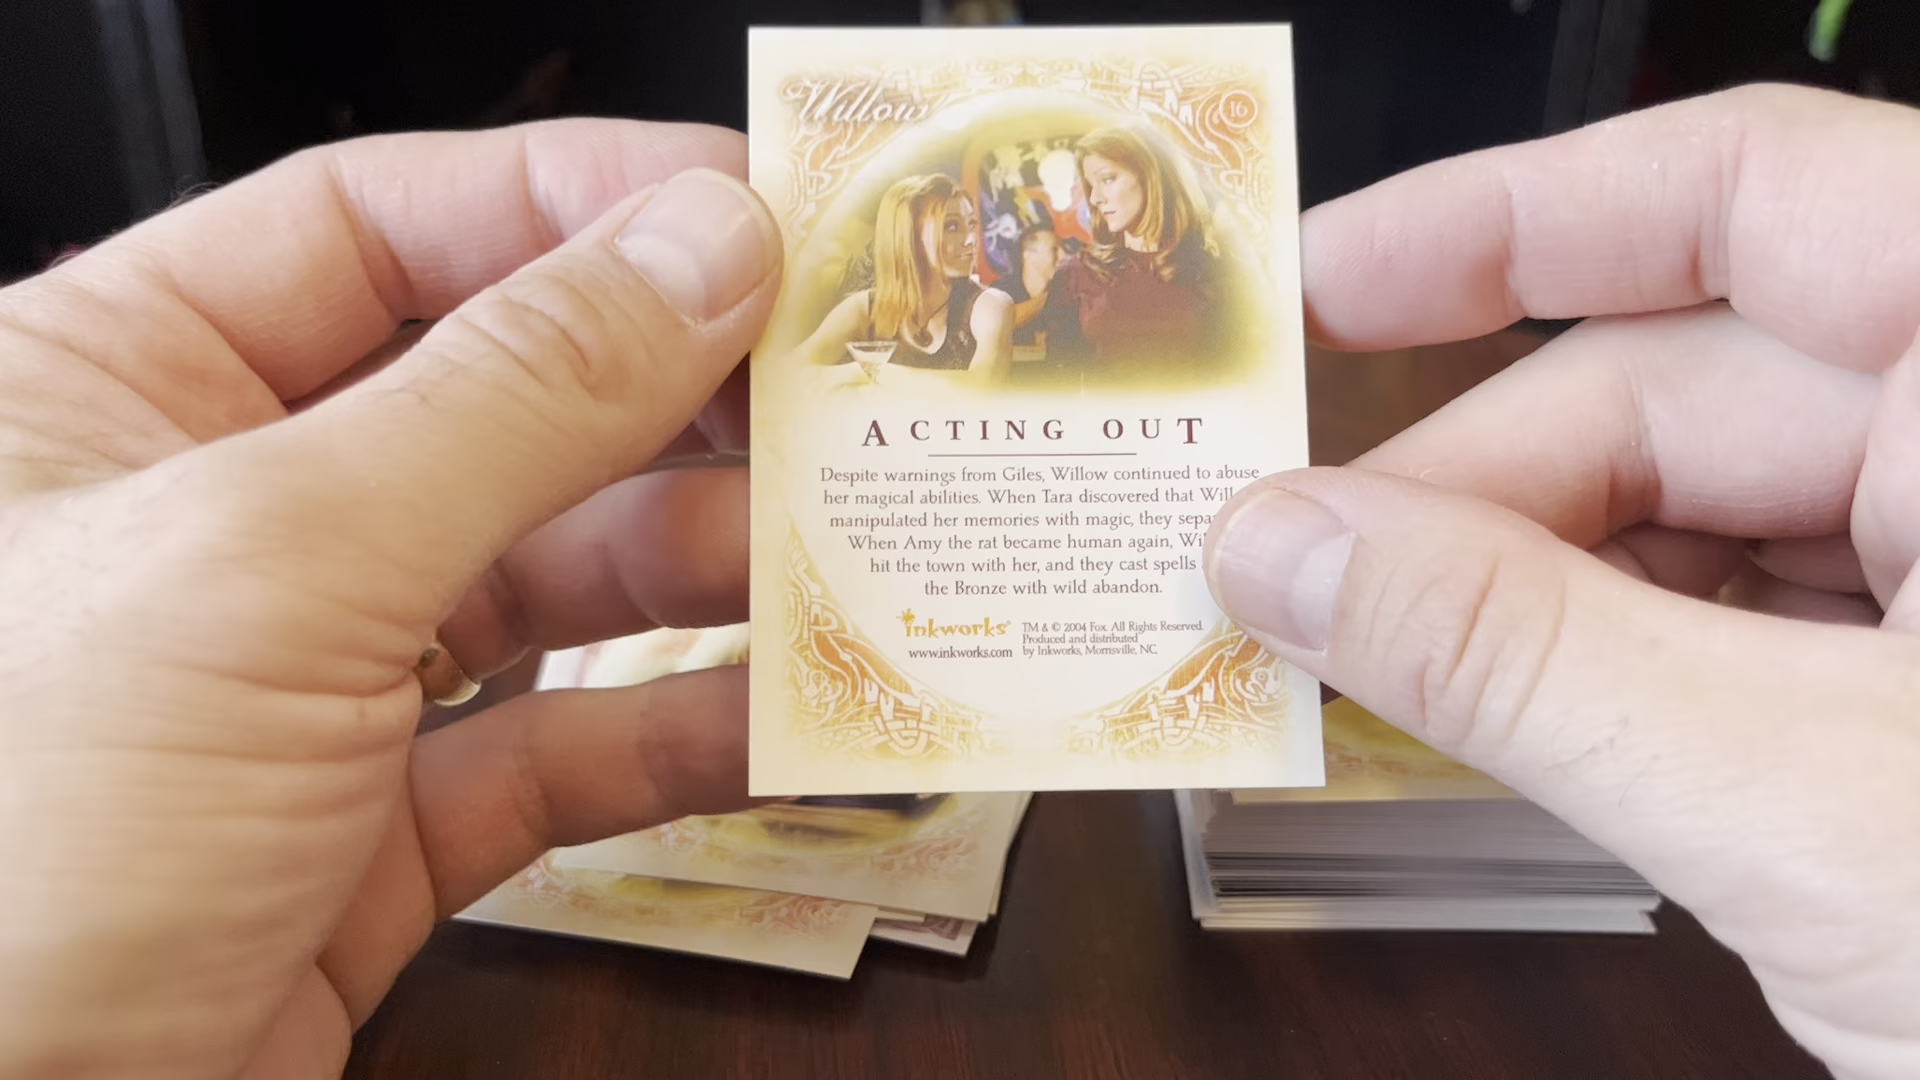 Willow
16
ACTING OUT
Despite warnings from Giles, Willow continued to abuse
her magical abilities. When Tara discovered that
manipulated her memories with magic, they
When Amy the rat became human again,
hit the town with her, and they cast spells
the Bronze with wild abandon.
inkworks®
www.inkworks.com
TM & © 2004 Fox. All Rights Reserved.
Produced and distributed
by Inkworks, Morrisville, NC.